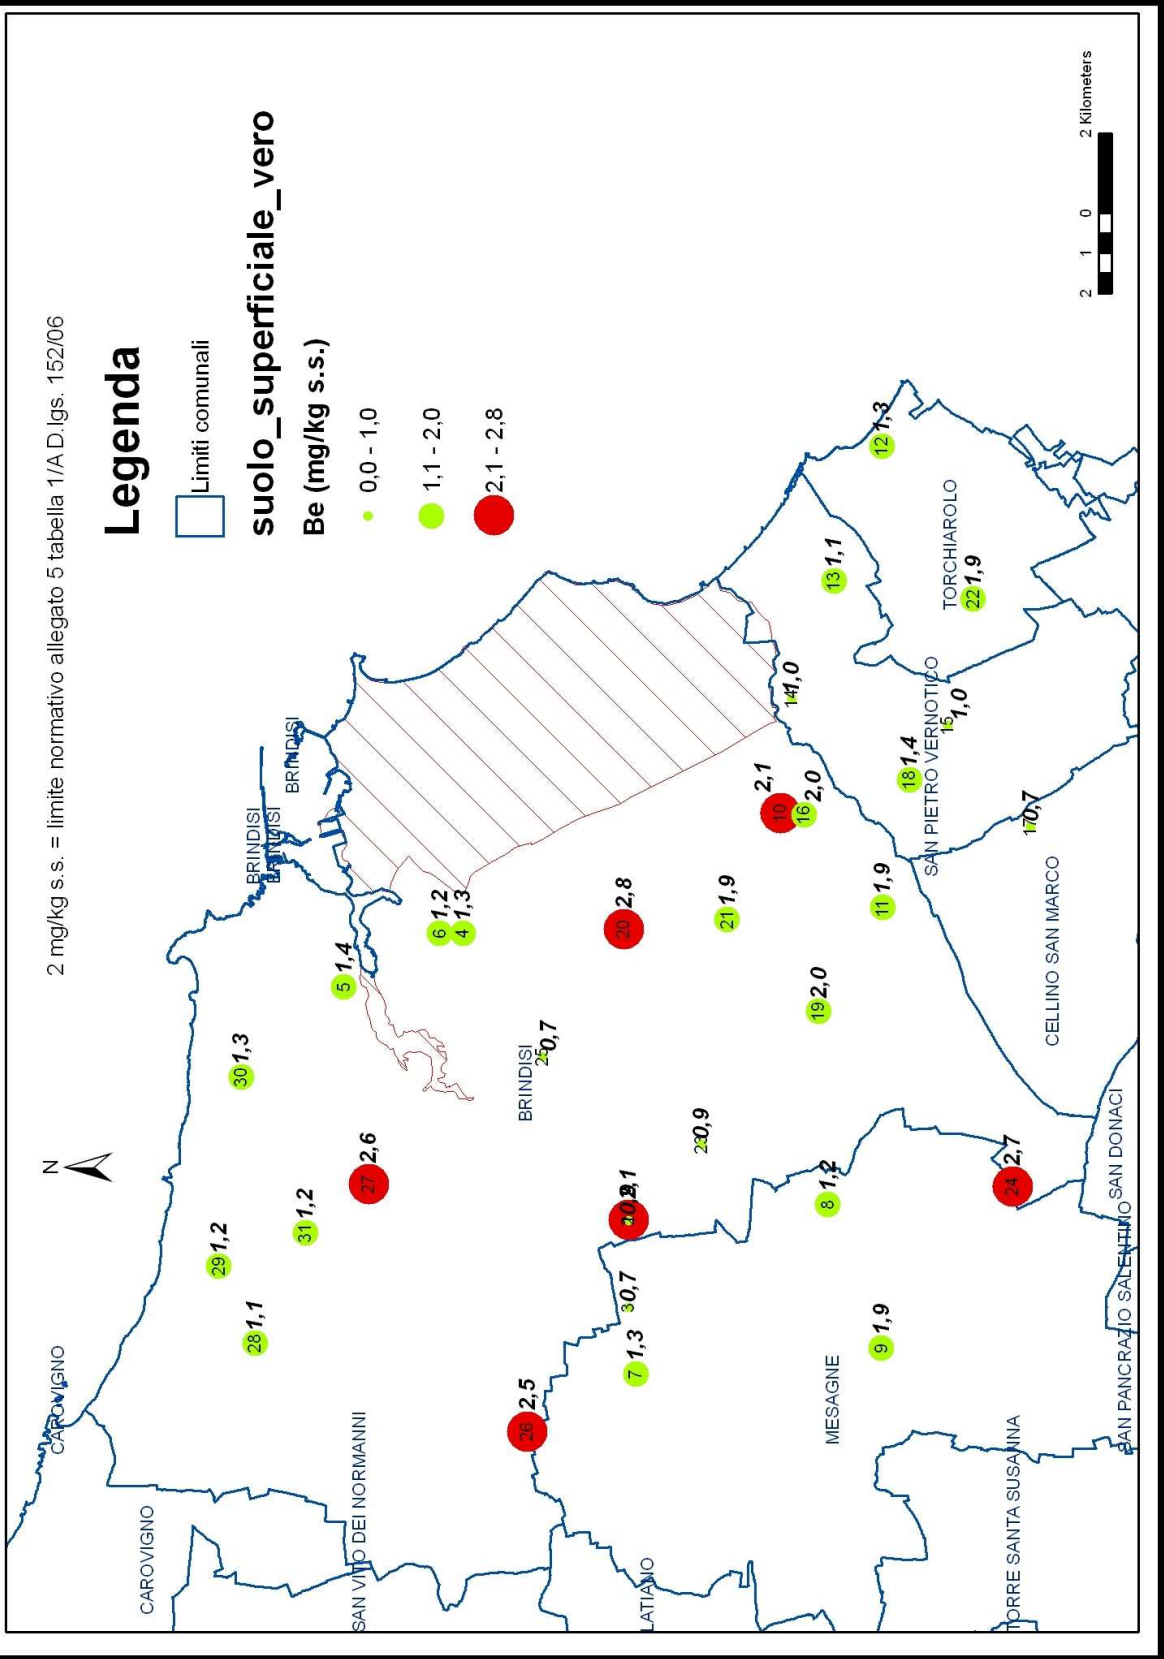 2 mg/kg s.s. = limite normativo allegato 5 tabella 1/A D.lgs. 152/06
Legenda
Limiti comunali
suolo_superficiale_vero
Be (mg/kg s.s.)
0,0 - 1,0
1,1 - 2,0
2,1 - 2,8
N
CAROVIGNO
CAROVIGNO
BRINDISI
BRINDISI
BRINDISI
29 1,2
30 1,3
28 1,1
31 1,2
5 1,4
27 2,6
SAN VITO DEI NORMANNI
6 1,2
4 1,3
26 2,5
BRINDISI
25 0,7
20 2,8
3 0,7
7 1,3
LATIANO
0,9
21 1,9
10 2,1
16 2,0
14 1,0
19 2,0
8 1,2
13 1,1
MESAGNE
9 1,9
11 1,9
12 1,3
18 1,4
SAN PIETRO VERNOTICO
15 1,0
TORCHIAROLO
22 1,9
24 2,7
TORRE SANTA SUSANNA
17 0,7
CELLINO SAN MARCO
SAN DONACI
SAN PANCRAZIO SALENTINO
2 1 0 2 Kilometers